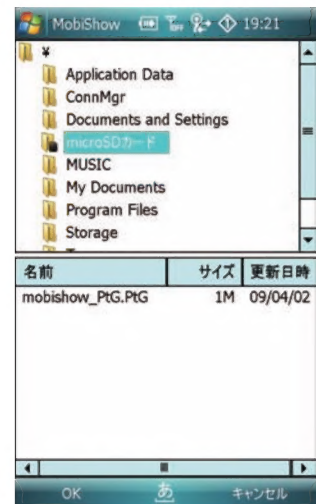 MobiShow 19:21
¥
Application Data
ConnMgr
Documents and Settings
microSDカード
MUSIC
My Documents
Program Files
Storage
名前 サイズ 更新日時
mobishow_PtG.PtG 1M 09/04/02
OK あ キャンセル